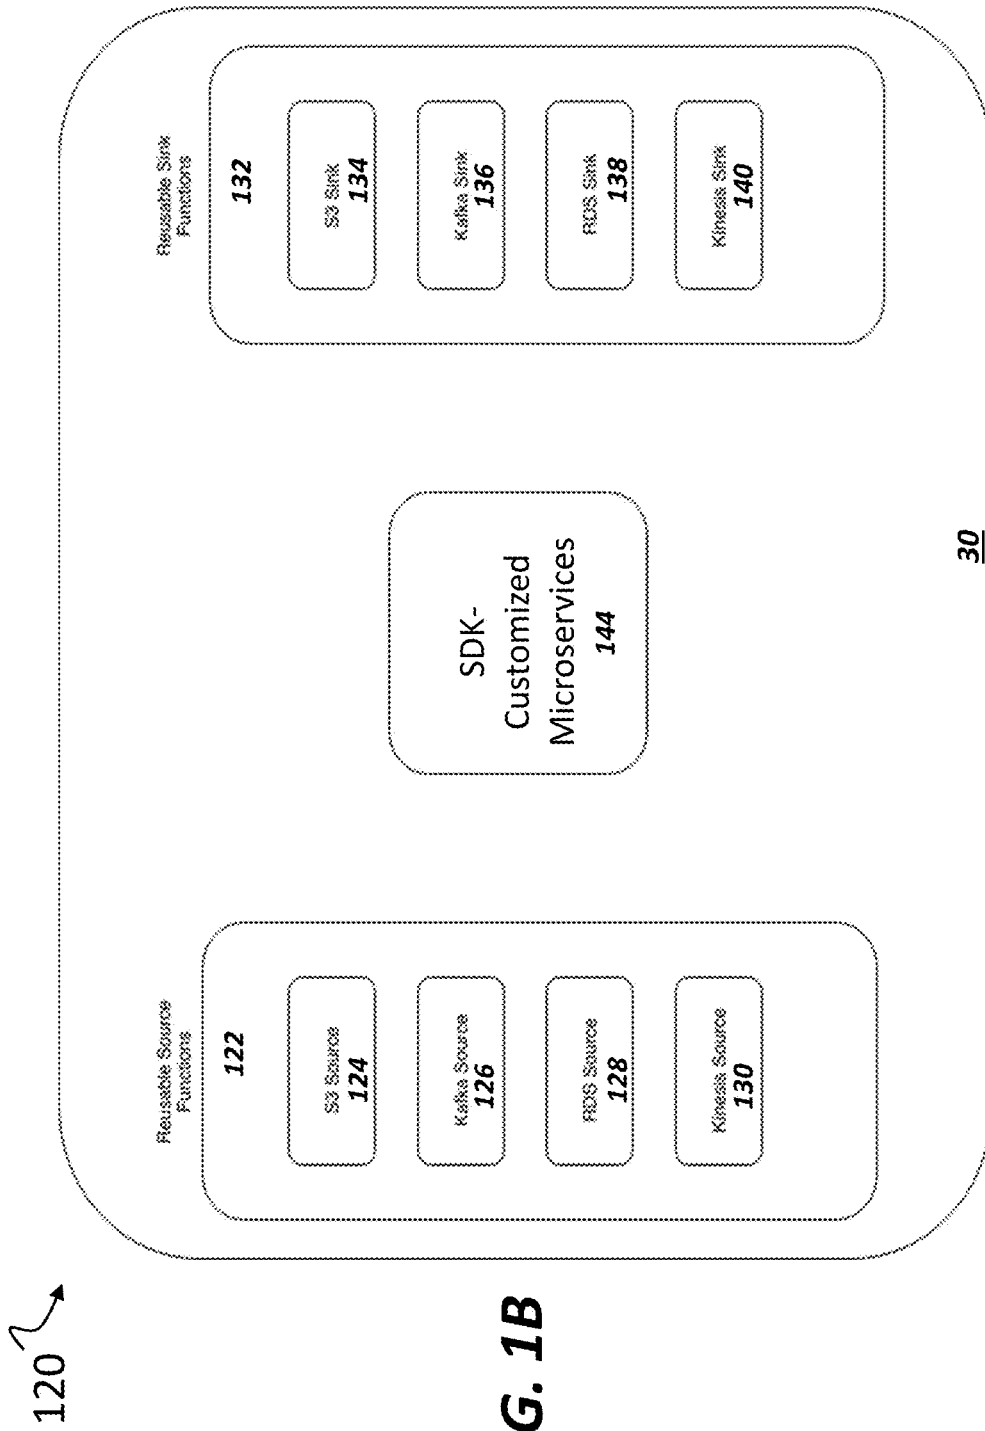 120
Reusable Source
Functions
122
S3 Source
124
Kafka Source
126
RDS Source
128
Kinesis Source
130
SDK-
Customized
Microservices
144
Reusable Sink
Functions
132
S3 Sink
134
Kafka Sink
136
RDS Sink
138
Kinesis Sink
140
30
G. 1B